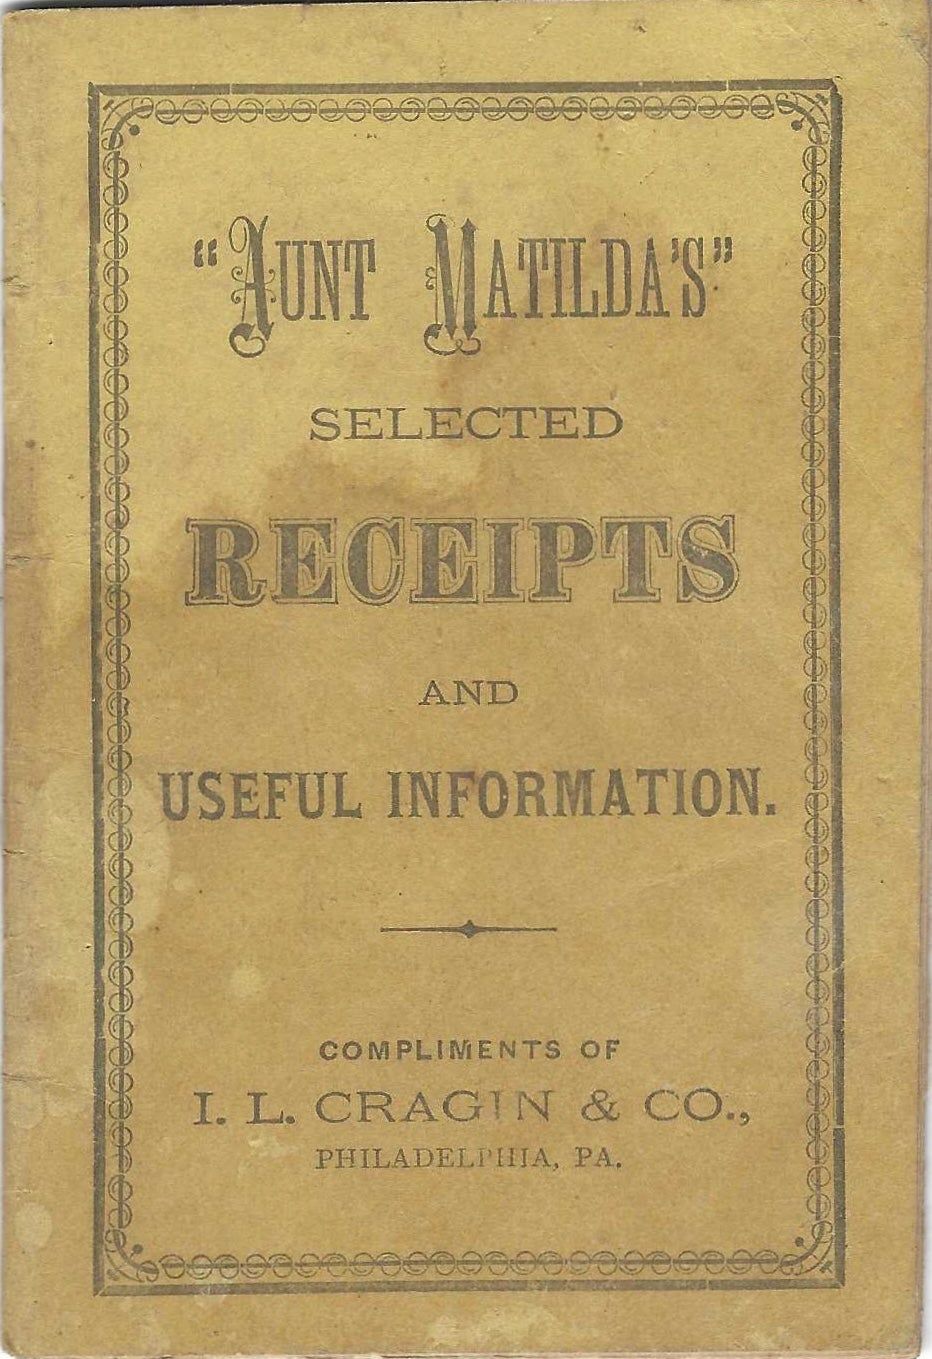 “AUNT MATILDA'S”
SELECTED
RECEIPTS
AND
USEFUL INFORMATION.
COMPLIMENTS OF
I. L. CRAGIN & CO.,
PHILADELPHIA, PA.